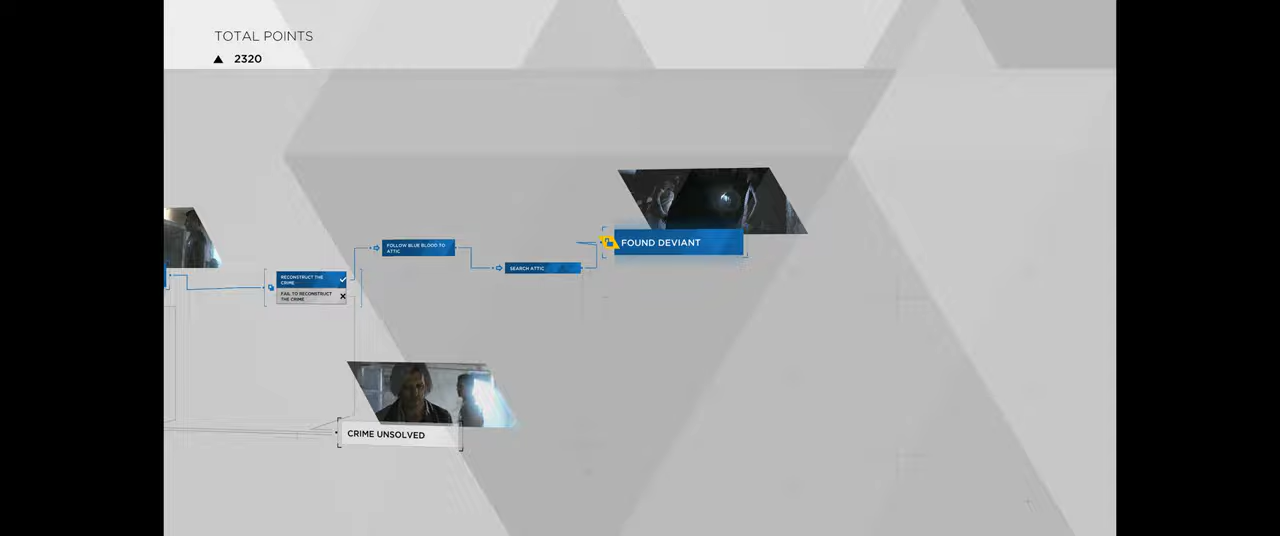 TOTAL POINTS
2320
FOLLOW BLUE BLOOD TO
ATTIC
FOUND DEVIANT
SEARCH ATTIC
RECONSTRUCT THE
CRIME
FAIL TO RECONSTRUCT
THE CRIME
CRIME UNSOLVED